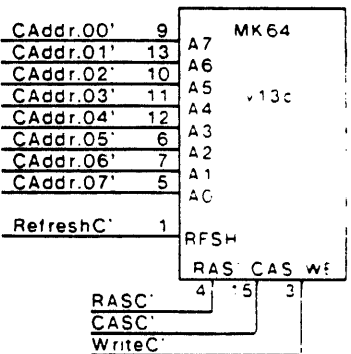 MK64
v13c
CAddr.00' 9 A7
CAddr.01' 13 A6
CAddr.02' 10 A5
CAddr.03' 11 A4
CAddr.04' 12 A3
CAddr.05' 6 A2
CAddr.06' 7 A1
CAddr.07' 5 A0
RefreshC' 1 RFSH
RAS CAS WE
4 15 3
RASC'
CASC'
WriteC'